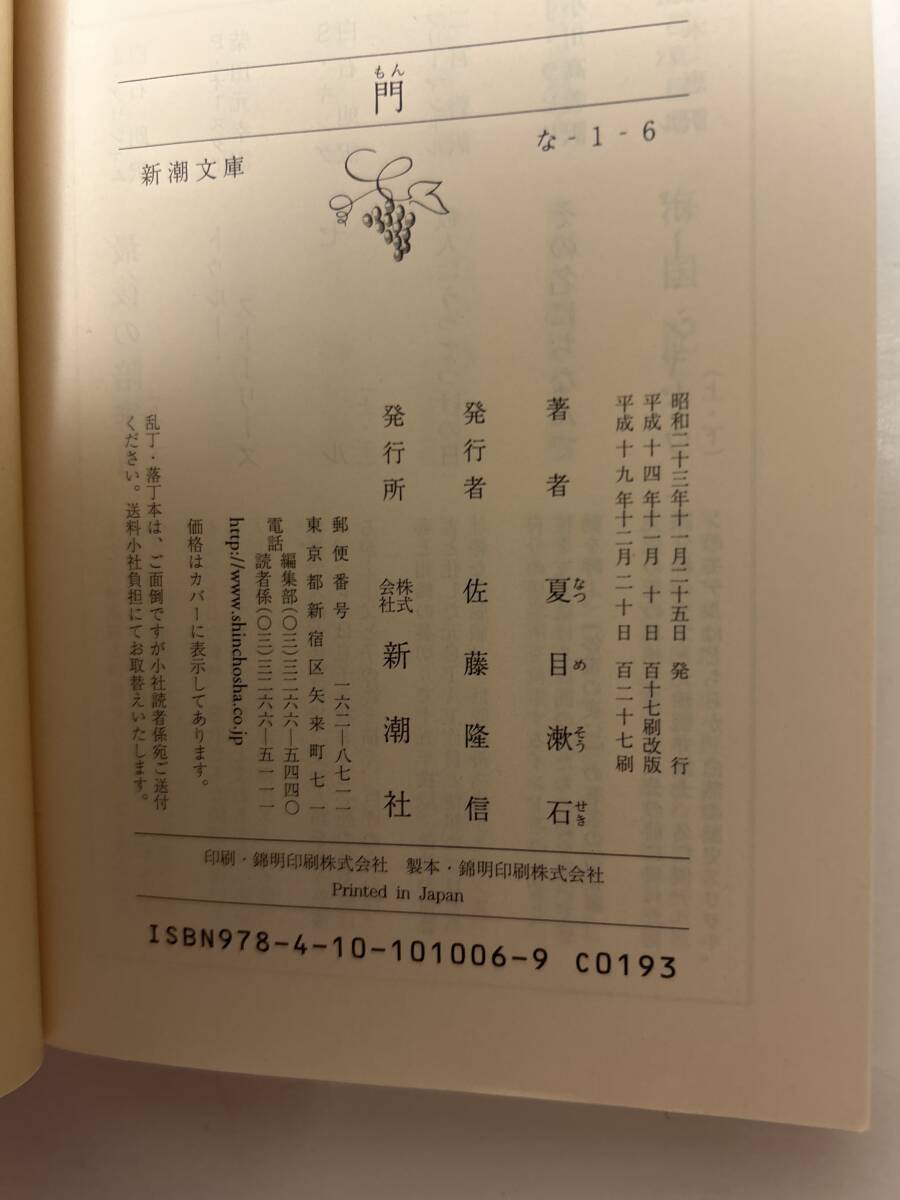 もん
門
新潮文庫
な-1-6
昭和二十三年十一月二十五日 発行
平成十四年十一月十日 百十七刷改版
平成十九年十二月二十日 百二十七刷
著者 夏目漱石
なつ め そう せき
発行者 佐藤隆信
発行所 株式会社 新潮社
郵便番号 一六二―八七一一
東京都新宿区矢来町七一
電話 編集部(〇三)三二六六―五四四〇
読者係(〇三)三二六六―五一一一
http://www.shinchosha.co.jp
価格はカバーに表示してあります。
乱丁・落丁本は、ご面倒ですが小社読者係宛ご送付
ください。送料小社負担にてお取替えいたします。
印刷・錦明印刷株式会社 製本・錦明印刷株式会社
Printed in Japan
ISBN978-4-10-101006-9 C0193